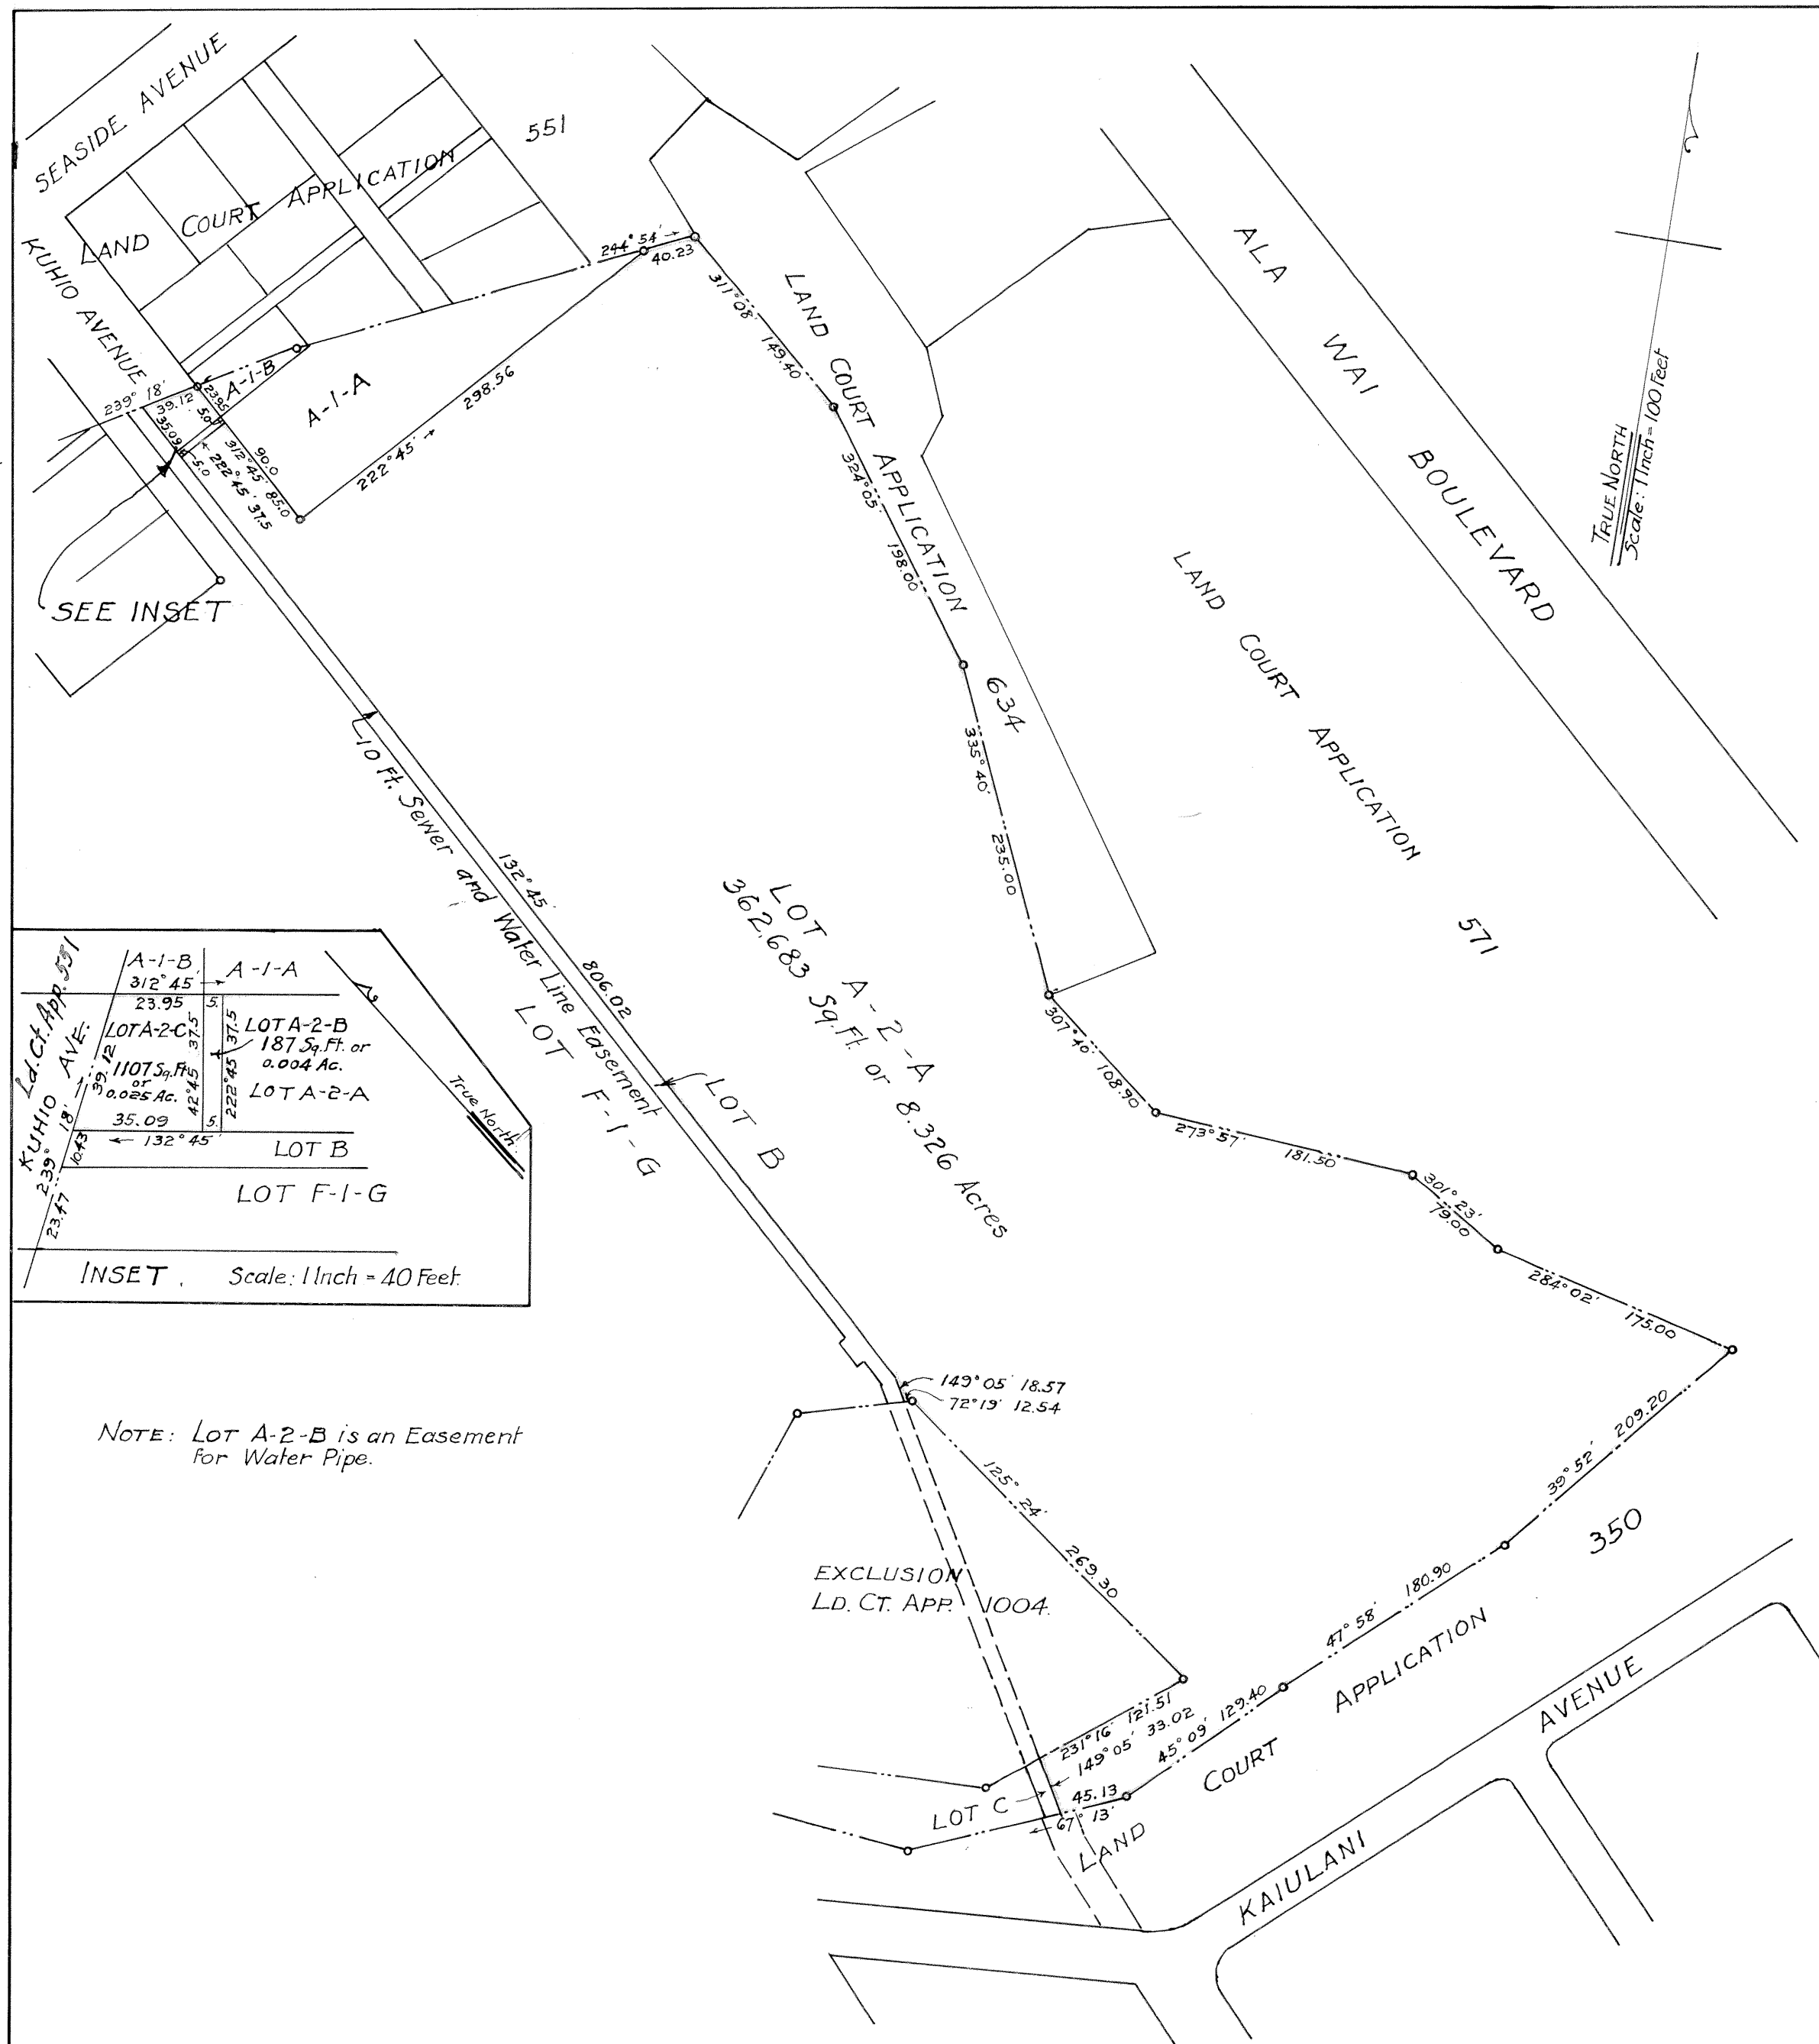 SEASIDE AVENUE
LAND COURT APPLICATION
551
KUHIO AVENUE
244° 54'
40.23
311° 08' 149.40
LAND COURT APPLICATION
634
ALA WAI BOULEVARD
TRUE NORTH
Scale: 1 Inch = 100 Feet
239° 18'
39.12
23.95
5.0
A-1-B
A-1-A
35.09
5.0
90.0
312° 45' 85.0
222° 45' 37.5
222° 45'
298.56
324° 05'
198.00
SEE INSET
LAND COURT APPLICATION
571
335° 40'
235.00
10 Ft. Sewer and Water Line Easement
132° 45'
806.02
LOT F-1-G
LOT B
LOT A-2-A
362,683 Sq. Ft. or 8.326 Acres
307° 40' 108.90
273° 57'
181.50
301° 23'
79.00
284° 02'
175.00
Ld. Ct. App. 551
KUHIO AVE.
A-1-B
A-1-A
312° 45'
23.95
5.
LOT A-2-C
37.5
42° 45'
222° 45' 37.5
LOT A-2-B
187 Sq. Ft. or
0.004 Ac.
39.12
1107 Sq. Ft.
or
0.025 Ac.
LOT A-2-A
35.09
5.
132° 45'
239° 18'
10.43
LOT B
LOT F-1-G
23.47
True North.
INSET. Scale: 1 Inch = 40 Feet.
149° 05' 18.57
72° 19' 12.54
NOTE: LOT A-2-B is an Easement
for Water Pipe.
125° 24'
269.30
209.20
39° 52'
350
EXCLUSION
LD. CT. APP. 1004.
47° 58'
180.90
231° 16' 121.51
149° 05' 33.02
45° 09' 129.40
LOT C
45.13
67° 13'
LAND COURT APPLICATION
KAIULANI AVENUE